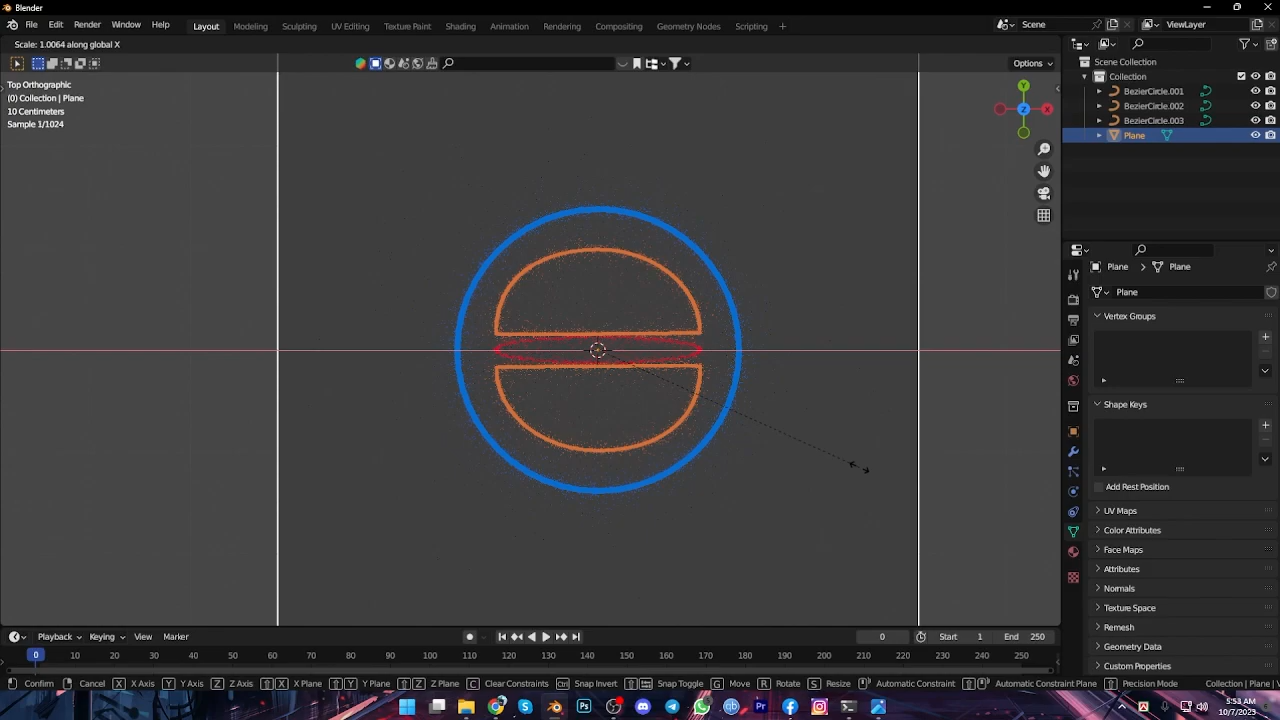 Blender
File Edit Render Window Help Layout Modeling Sculpting UV Editing Texture Paint Shading Animation Rendering Compositing Geometry Nodes Scripting + Scene ViewLayer
Scale: 1.0064 along global X
Options
Top Orthographic
(0) Collection | Plane
10 Centimeters
Sample 1/1024
Y
Z
X
Scene Collection
Collection
BezierCircle.001
BezierCircle.002
BezierCircle.003
Plane
Plane Plane
Plane
Vertex Groups
Shape Keys
Add Rest Position
UV Maps
Color Attributes
Face Maps
Attributes
Normals
Texture Space
Remesh
Geometry Data
Custom Properties
Playback Keying View Marker 0 Start 1 End 250
0 10 20 30 40 50 60 70 80 90 100 110 120 130 140 150 160 170 180 190 200 210 220 230 240 250
Confirm Cancel X X Axis Y Y Axis Z Z Axis X X Plane Y Y Plane Z Z Plane C Clear Constraints Ctrl Snap Invert Snap Toggle G Move R Rotate S Resize Automatic Constraint Automatic Constraint Plane Precision Mode Collection | Plane | V
5:53 AM
10/7/2023